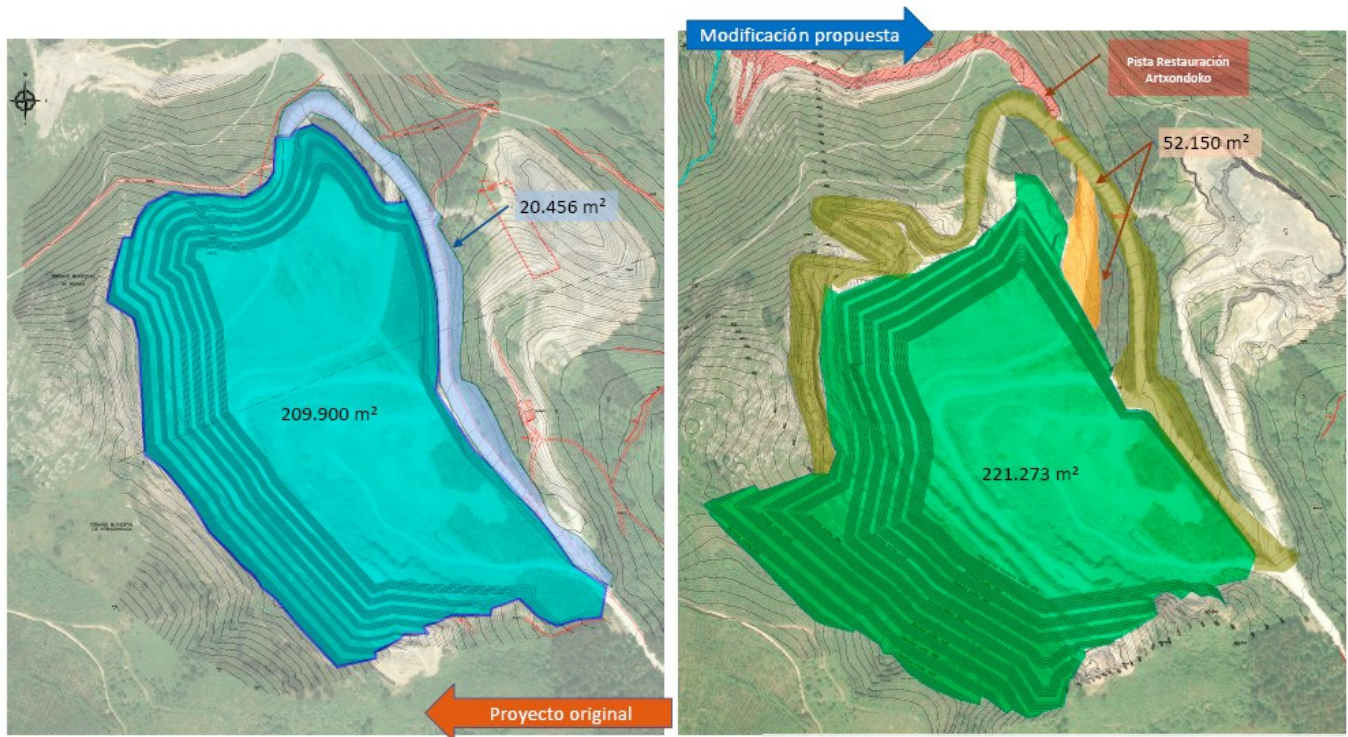 Modificación propuesta
Pista Restauración
Artxondoko
52.150 m²
20.456 m²
209.900 m²
221.273 m²
Proyecto original